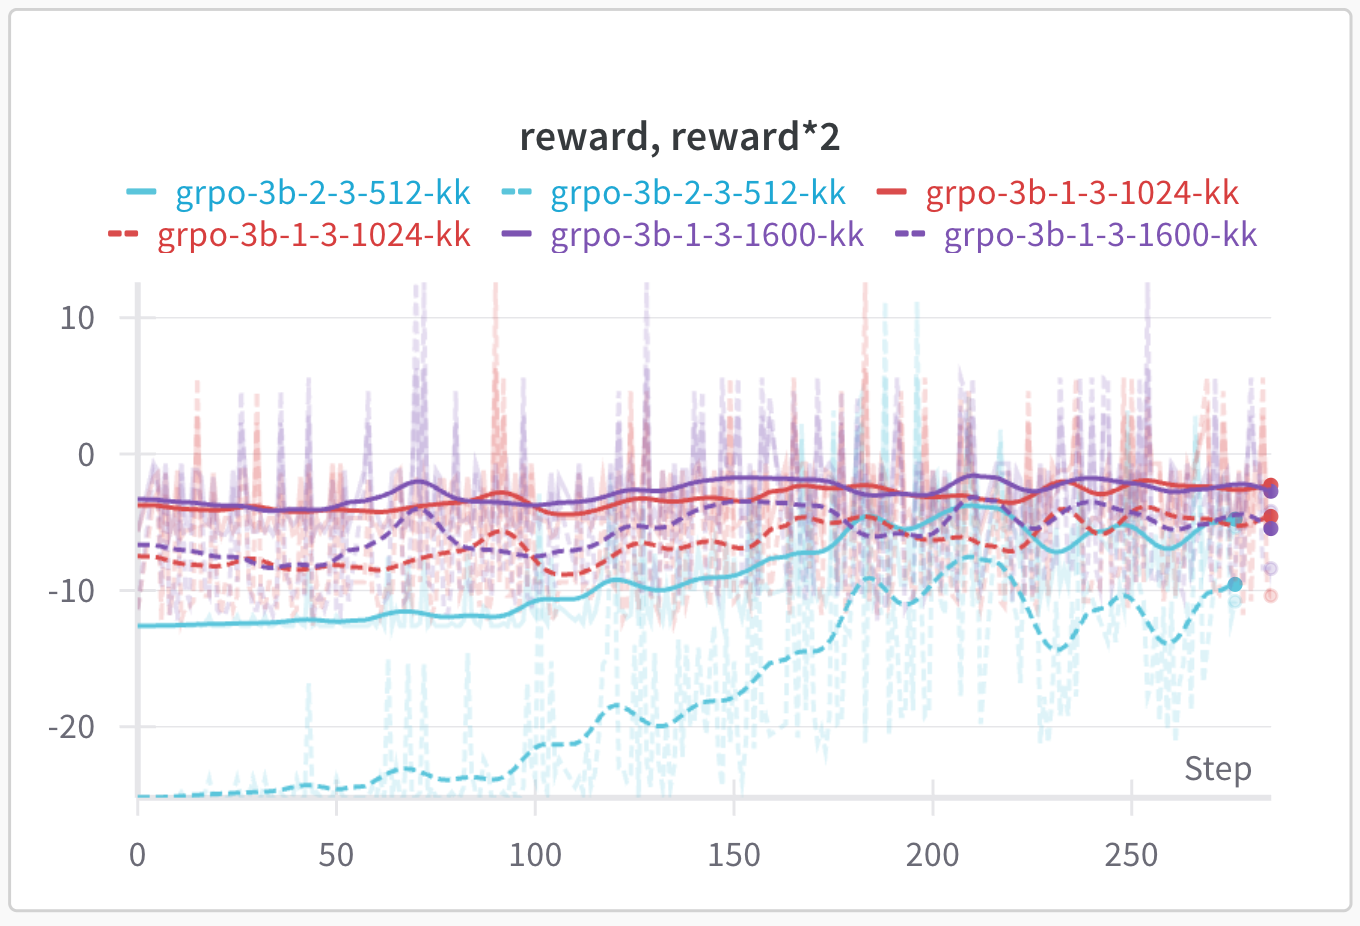 reward, reward*2
grpo-3b-2-3-512-kk grpo-3b-2-3-512-kk grpo-3b-1-3-1024-kk
grpo-3b-1-3-1024-kk grpo-3b-1-3-1600-kk grpo-3b-1-3-1600-kk
10
0
-10
-20
Step
0 50 100 150 200 250